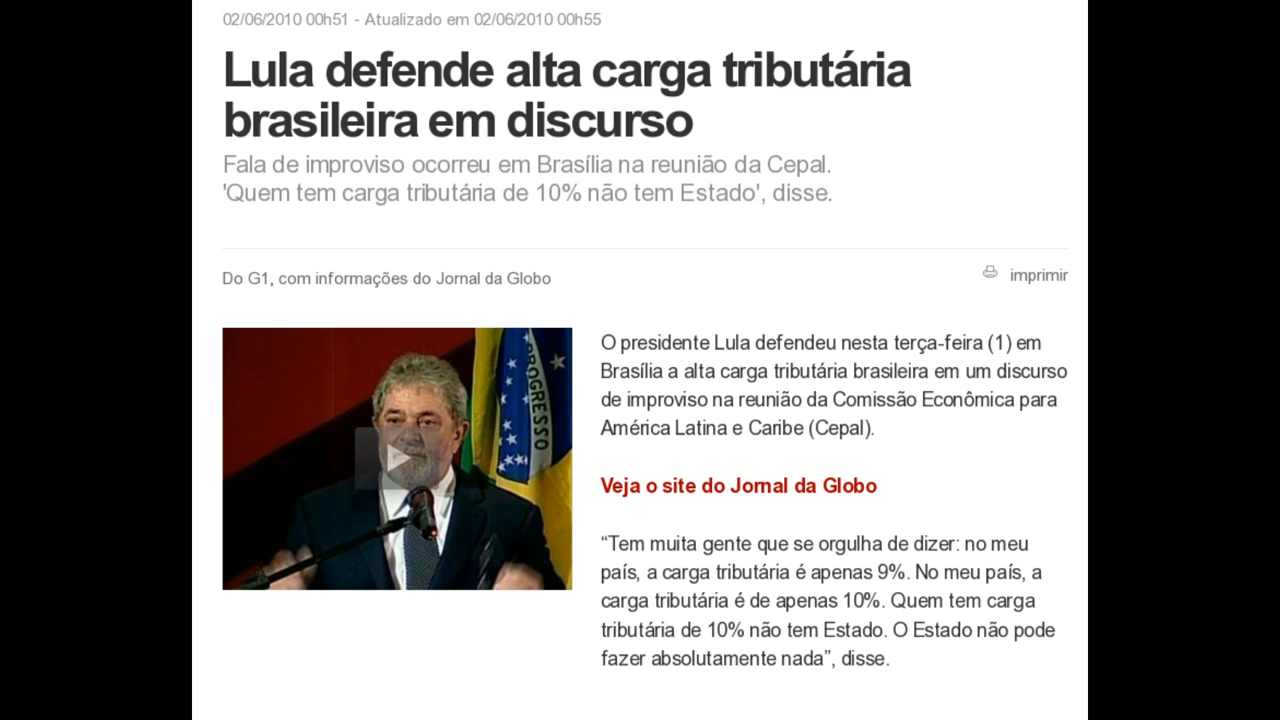 02/06/2010 00h51 - Atualizado em 02/06/2010 00h55
Lula defende alta carga tributária
brasileira em discurso
Fala de improviso ocorreu em Brasília na reunião da Cepal.
'Quem tem carga tributária de 10% não tem Estado', disse.
Do G1, com informações do Jornal da Globo
imprimir
PROGRESSO
O presidente Lula defendeu nesta terça-feira (1) em
Brasília a alta carga tributária brasileira em um discurso
de improviso na reunião da Comissão Econômica para
América Latina e Caribe (Cepal).
Veja o site do Jornal da Globo
“Tem muita gente que se orgulha de dizer: no meu
país, a carga tributária é apenas 9%. No meu país, a
carga tributária é de apenas 10%. Quem tem carga
tributária de 10% não tem Estado. O Estado não pode
fazer absolutamente nada”, disse.